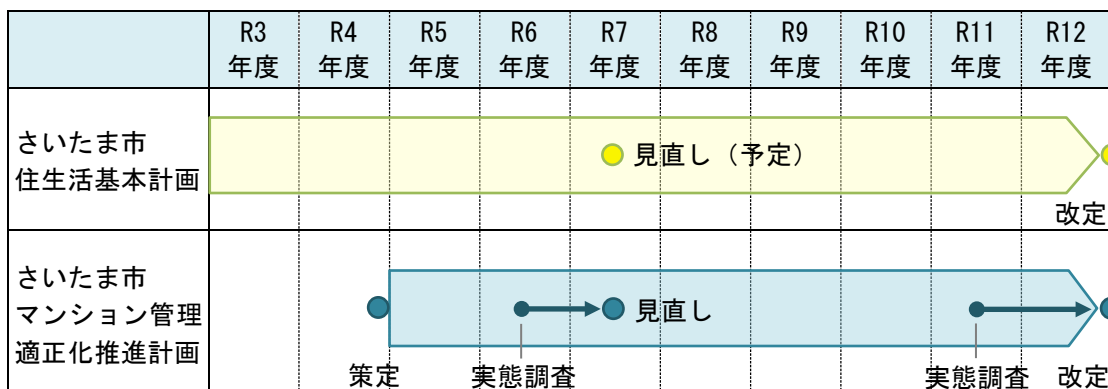 R3 R4 R5 R6 R7 R8 R9 R10 R11 R12
年度 年度 年度 年度 年度 年度 年度 年度 年度 年度
さいたま市
住生活基本計画
見直し（予定）
改定
さいたま市
マンション管理
適正化推進計画
見直し
策定 実態調査 実態調査 改定